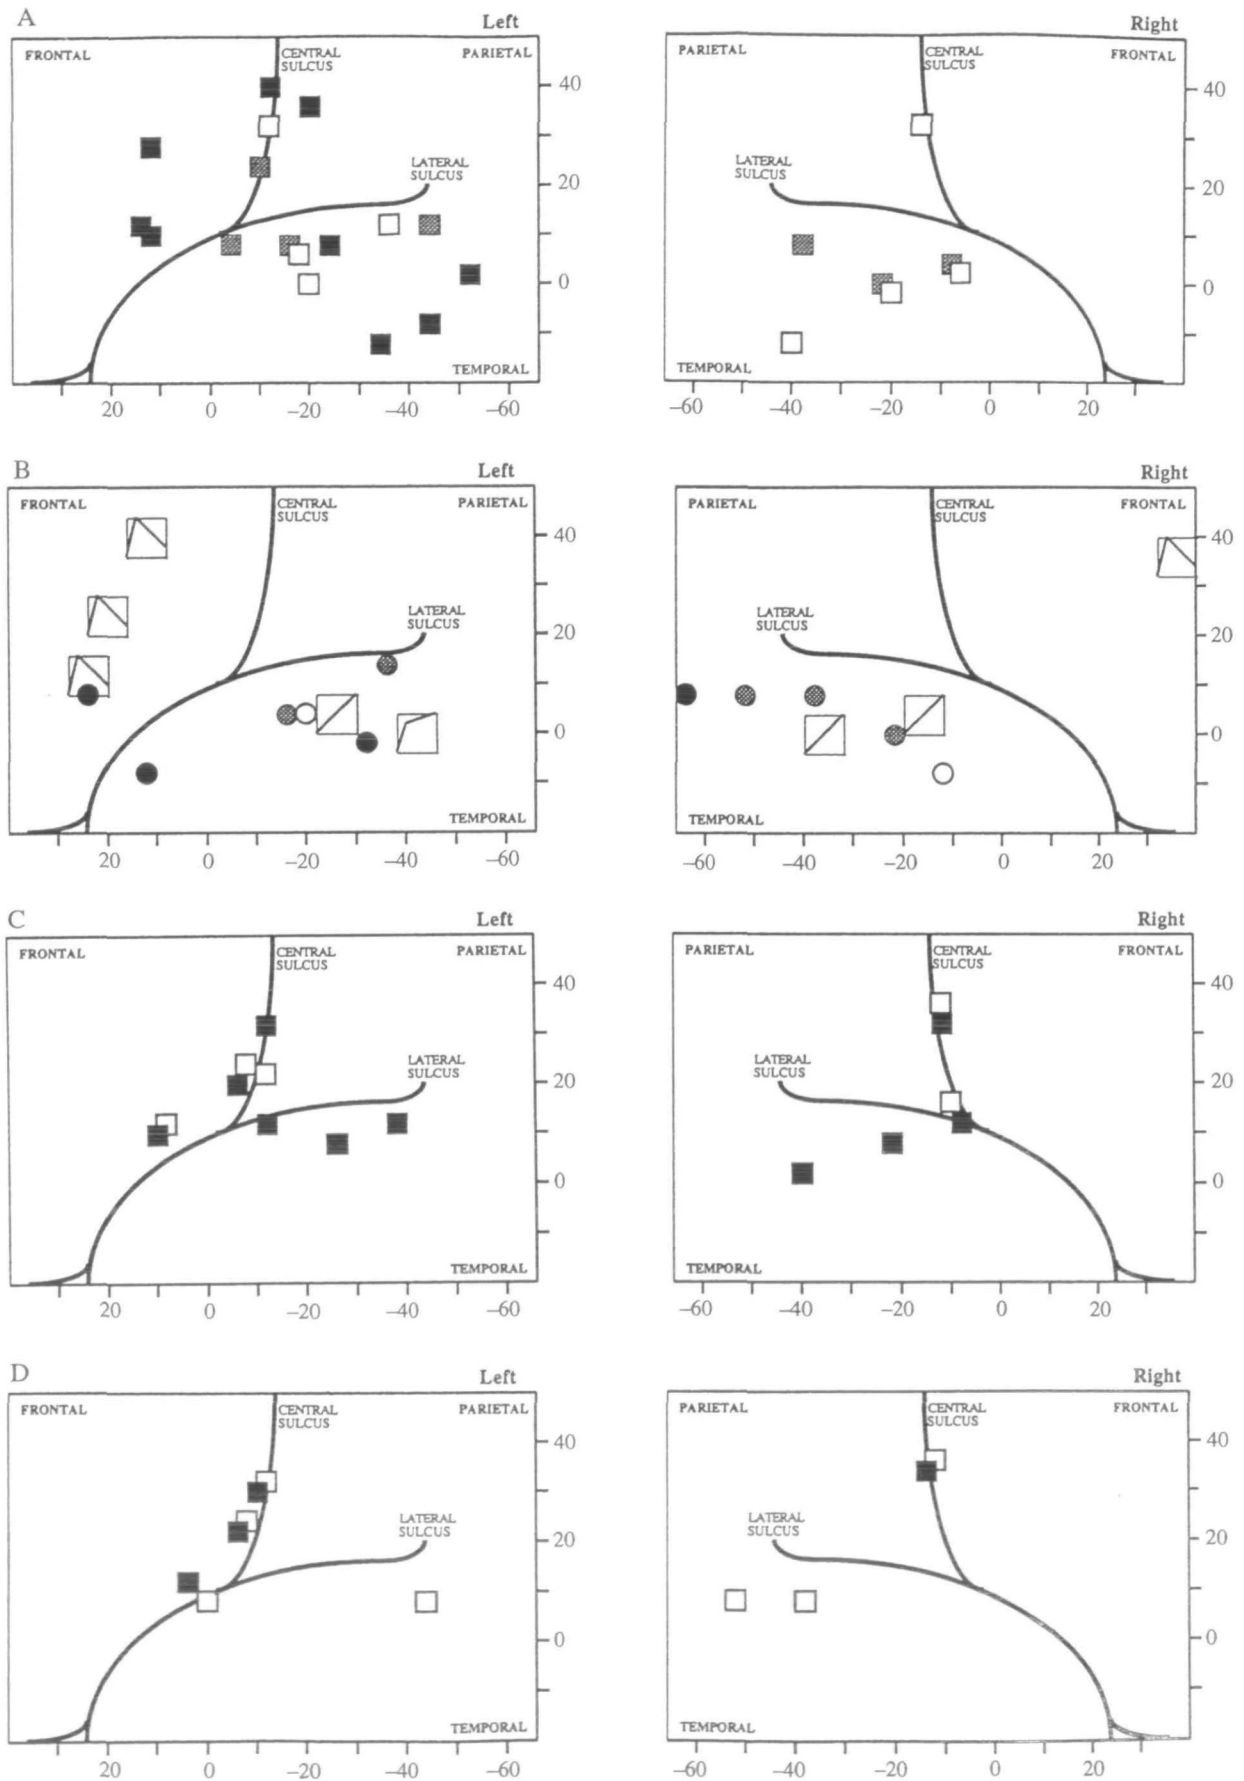 A
Left
Right
FRONTAL
CENTRAL
SULCUS
PARIETAL
LATERAL
SULCUS
TEMPORAL
40
20
0
20 0 –20 –40 –60
PARIETAL
CENTRAL
SULCUS
FRONTAL
LATERAL
SULCUS
TEMPORAL
40
20
0
–60 –40 –20 0 20
B
Left
Right
FRONTAL
CENTRAL
SULCUS
PARIETAL
LATERAL
SULCUS
TEMPORAL
40
20
0
20 0 –20 –40 –60
PARIETAL
CENTRAL
SULCUS
FRONTAL
LATERAL
SULCUS
TEMPORAL
40
20
0
–60 –40 –20 0 20
C
Left
Right
FRONTAL
CENTRAL
SULCUS
PARIETAL
LATERAL
SULCUS
TEMPORAL
40
20
0
20 0 –20 –40 –60
PARIETAL
CENTRAL
SULCUS
FRONTAL
LATERAL
SULCUS
TEMPORAL
40
20
0
–60 –40 –20 0 20
D
Left
Right
FRONTAL
CENTRAL
SULCUS
PARIETAL
LATERAL
SULCUS
TEMPORAL
40
20
0
20 0 –20 –40 –60
PARIETAL
CENTRAL
SULCUS
FRONTAL
LATERAL
SULCUS
TEMPORAL
40
20
0
–60 –40 –20 0 20